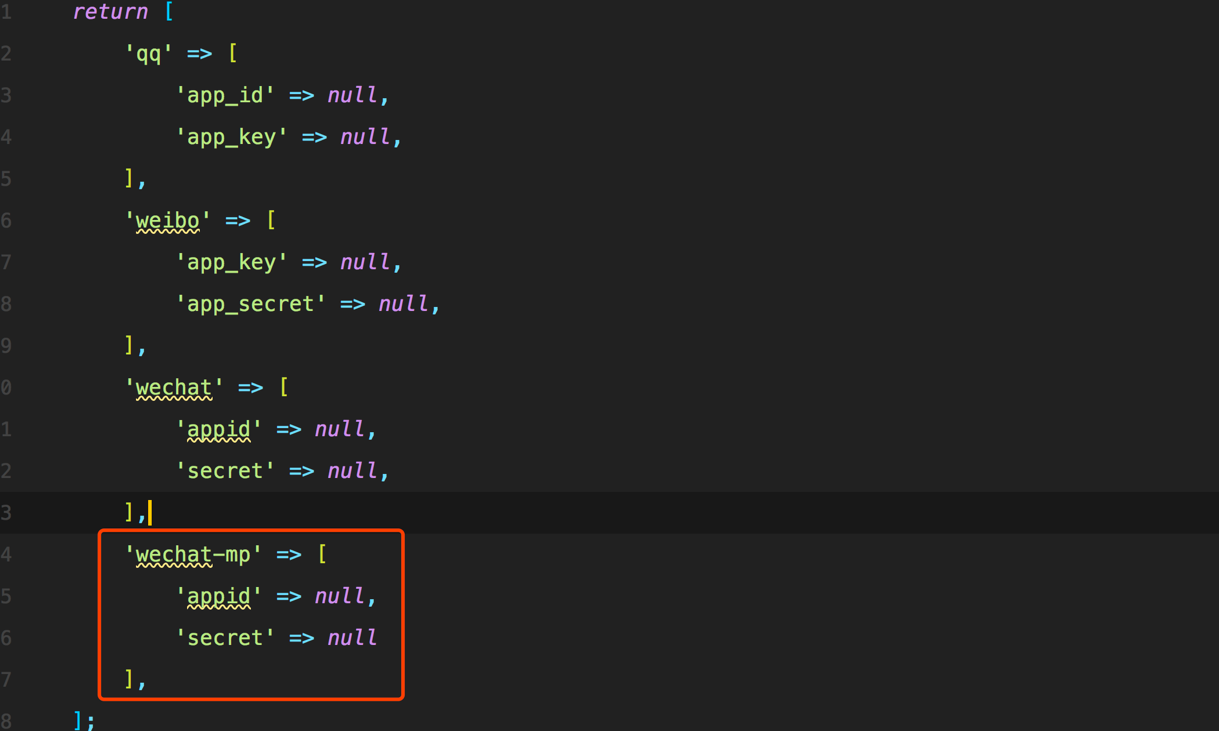 1 return [
2 'qq' => [
3 'app_id' => null,
4 'app_key' => null,
5 ],
6 'weibo' => [
7 'app_key' => null,
8 'app_secret' => null,
9 ],
0 'wechat' => [
1 'appid' => null,
2 'secret' => null,
3 ],
4 'wechat-mp' => [
5 'appid' => null,
6 'secret' => null
7 ],
8 ];